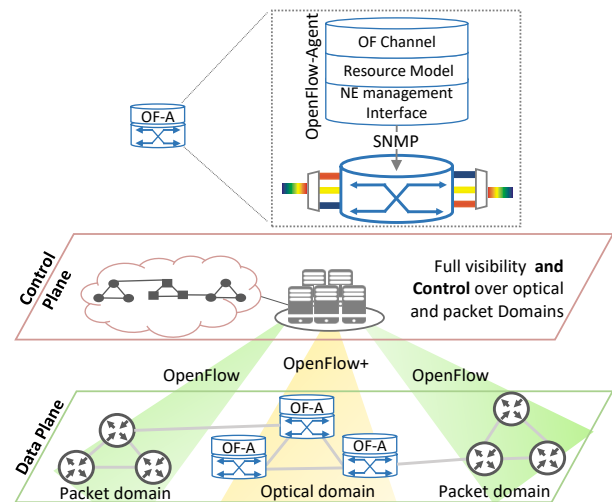 OF-A
OpenFlow-Agent
OF Channel
Resource Model
NE management
Interface
SNMP
Control
Plane
Full visibility and
Control over optical
and packet Domains
OpenFlow
OpenFlow+
OpenFlow
Data Plane
OF-A
OF-A
OF-A
Packet domain
Optical domain
Packet domain